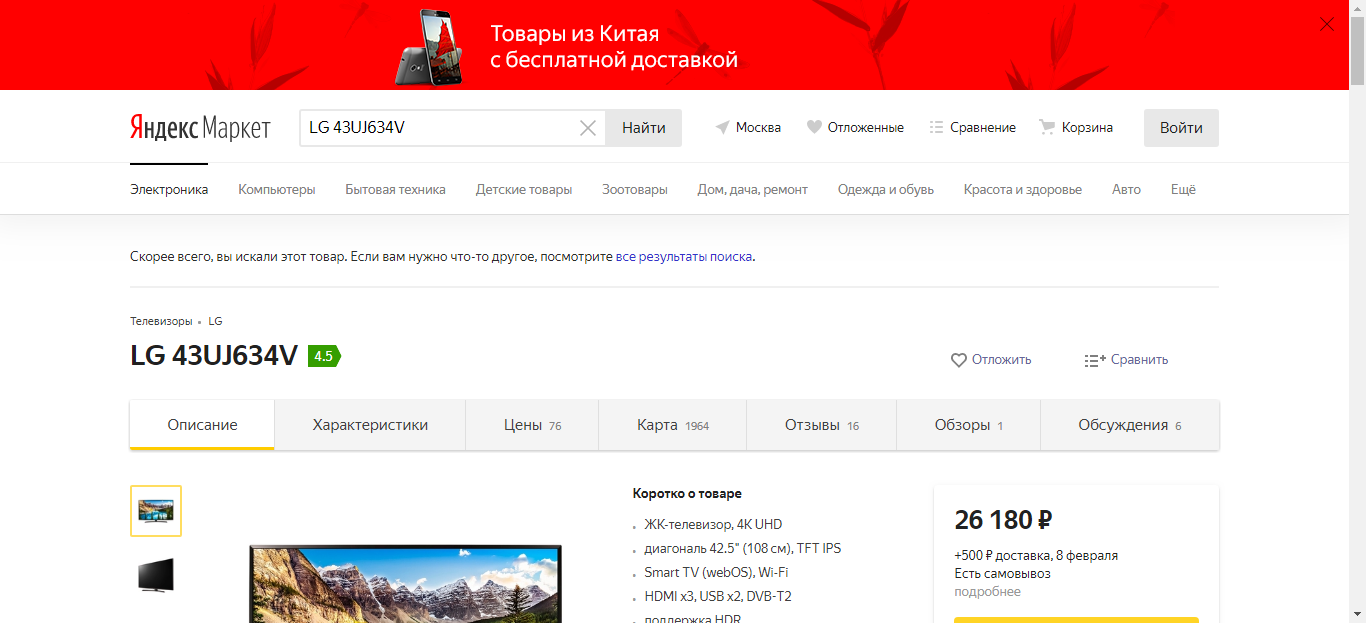 Товары из Китая
с бесплатной доставкой
Яндекс Маркет
LG 43UJ634V
Найти
Москва
Отложенные
Сравнение
Корзина
Войти
Электроника
Компьютеры
Бытовая техника
Детские товары
Зоотовары
Дом, дача, ремонт
Одежда и обувь
Красота и здоровье
Авто
Ещё
Скорее всего, вы искали этот товар. Если вам нужно что-то другое, посмотрите все результаты поиска.
Телевизоры • LG
LG 43UJ634V 4.5
Отложить
Сравнить
Описание
Характеристики
Цены 76
Карта 1964
Отзывы 16
Обзоры 1
Обсуждения 6
Коротко о товаре
ЖК-телевизор, 4K UHD
диагональ 42.5" (108 см), TFT IPS
Smart TV (webOS), Wi-Fi
HDMI x3, USB x2, DVB-T2
поддержка HDR
26 180 ₽
+500 ₽ доставка, 8 февраля
Есть самовывоз
подробнее